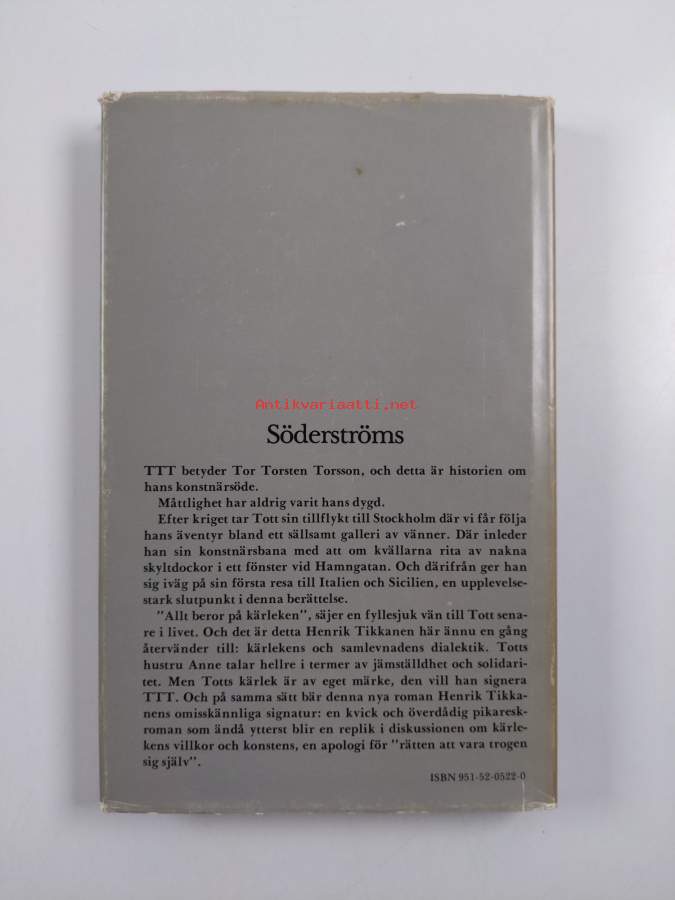 Antikvariaatti.net
Söderströms
TTT betyder Tor Torsten Torsson, och detta är historien om
hans konstnärsöde.
Måttlighet har aldrig varit hans dygd.
Efter kriget tar Tott sin tillflykt till Stockholm där vi får följa
hans äventyr bland ett sällsamt galleri av vänner. Där inleder
han sin konstnärsbana med att om kvällarna rita av nakna
skyltdockor i ett fönster vid Hamngatan. Och därifrån ger han
sig iväg på sin första resa till Italien och Sicilien, en upplevelse-
stark slutpunkt i denna berättelse.
"Allt beror på kärleken", säjer en fyllesjuk vän till Tott sena-
re i livet. Och det är detta Henrik Tikkanen här ännu en gång
återvänder till: kärlekens och samlevnadens dialektik. Totts
hustru Anne talar hellre i termer av jämställdhet och solidari-
tet. Men Totts kärlek är av eget märke, den vill han signera
TTT. Och på samma sätt bär denna nya roman Henrik Tikka-
nens omisskännliga signatur: en kvick och överdådig pikaresk-
roman som ändå ytterst blir en replik i diskussionen om kärle-
kens villkor och konstens, en apologi för "rätten att vara trogen
sig själv".
ISBN 951-52-0522-0